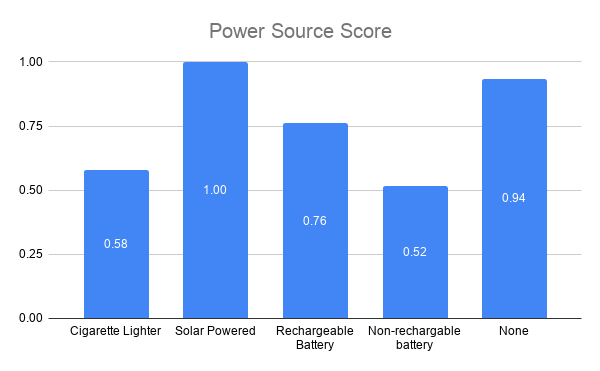 Power Source Score
1.00
0.75
0.50
0.25
0.00
0.58
1.00
0.76
0.52
0.94
Cigarette Lighter
Solar Powered
Rechargeable
Battery
Non-rechargable
battery
None